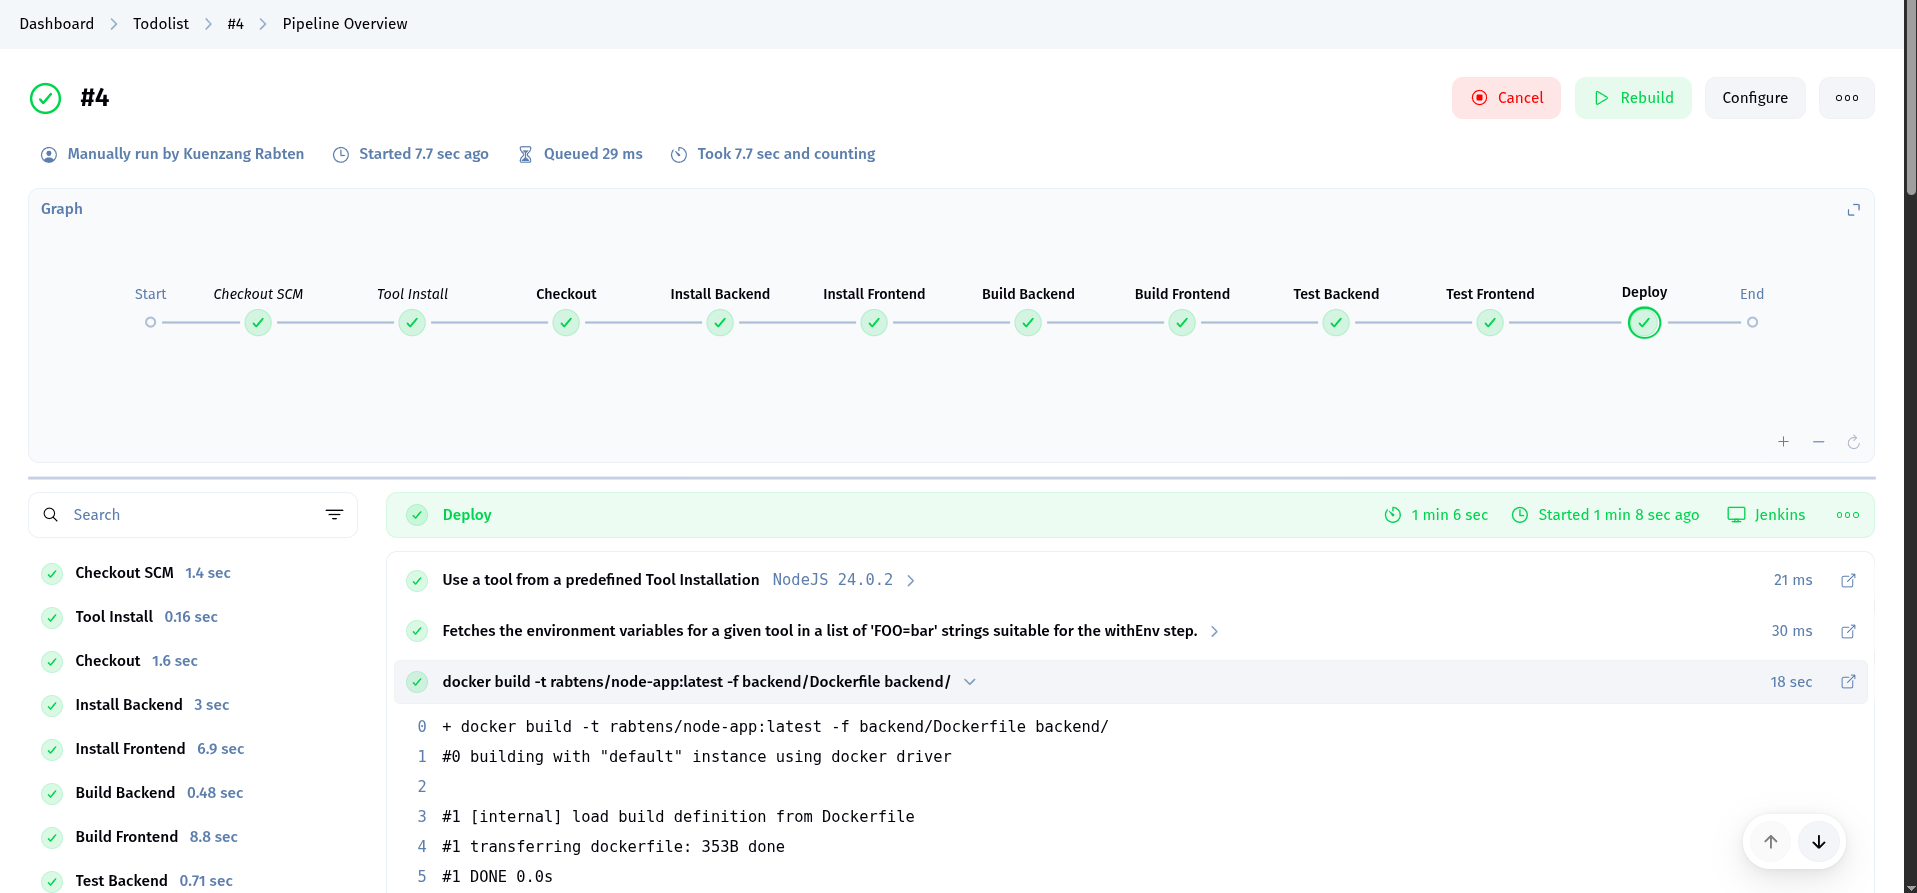 Dashboard > Todolist > #4 > Pipeline Overview
#4
Cancel Rebuild Configure
Manually run by Kuenzang Rabten Started 7.7 sec ago Queued 29 ms Took 7.7 sec and counting
Graph
Start Checkout SCM Tool Install Checkout Install Backend Install Frontend Build Backend Build Frontend Test Backend Test Frontend Deploy End
Search
Deploy 1 min 6 sec Started 1 min 8 sec ago Jenkins
Checkout SCM 1.4 sec
Tool Install 0.16 sec
Checkout 1.6 sec
Install Backend 3 sec
Install Frontend 6.9 sec
Build Backend 0.48 sec
Build Frontend 8.8 sec
Test Backend 0.71 sec
Use a tool from a predefined Tool Installation NodeJS 24.0.2 21 ms
Fetches the environment variables for a given tool in a list of 'FOO=bar' strings suitable for the withEnv step. 30 ms
docker build -t rabtens/node-app:latest -f backend/Dockerfile backend/ 18 sec
0 + docker build -t rabtens/node-app:latest -f backend/Dockerfile backend/
1 #0 building with "default" instance using docker driver
2
3 #1 [internal] load build definition from Dockerfile
4 #1 transferring dockerfile: 353B done
5 #1 DONE 0.0s